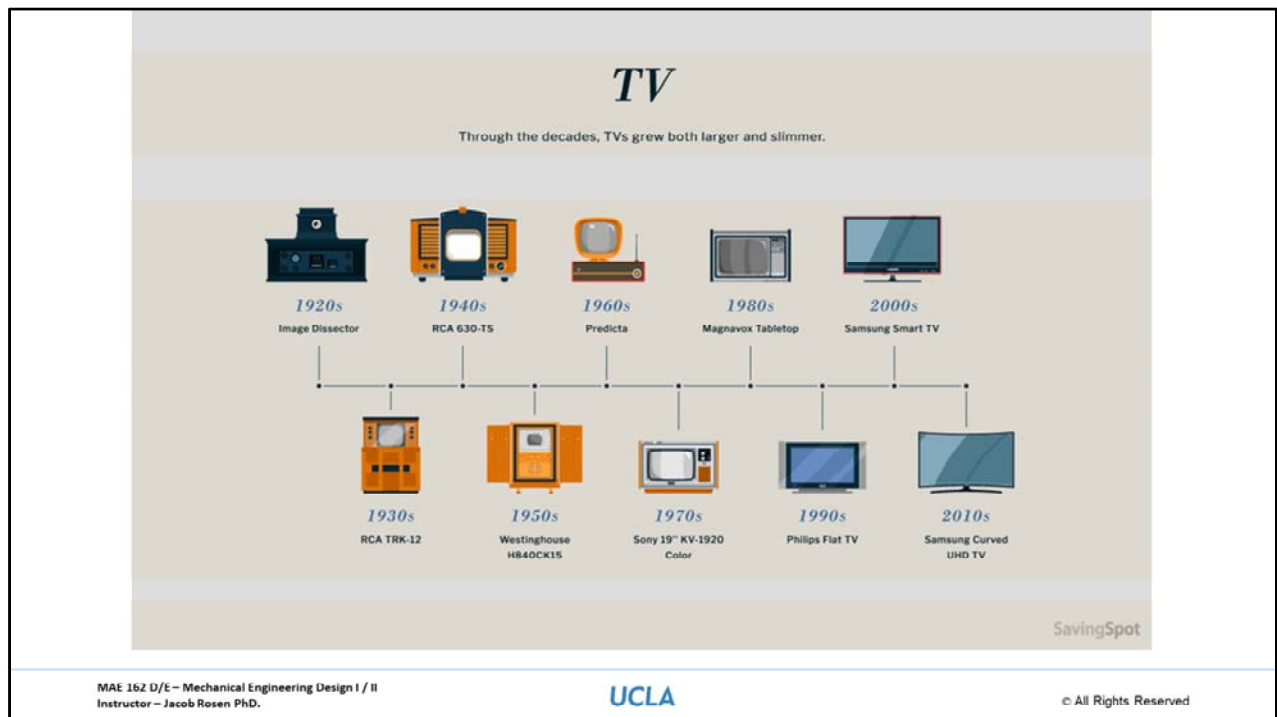 TV
Through the decades, TVs grew both larger and slimmer.
1920s
Image Dissector
1940s
RCA 630-TS
1960s
Predicta
1980s
Magnavox Tabletop
2000s
Samsung Smart TV
1930s
RCA TRK-12
1950s
Westinghouse
H840CK15
1970s
Sony 19" KV-1920
Color
1990s
Philips Flat TV
2010s
Samsung Curved
UHD TV
SavingSpot
MAE 162 D/E – Mechanical Engineering Design I / II
Instructor – Jacob Rosen PhD.
UCLA
© All Rights Reserved